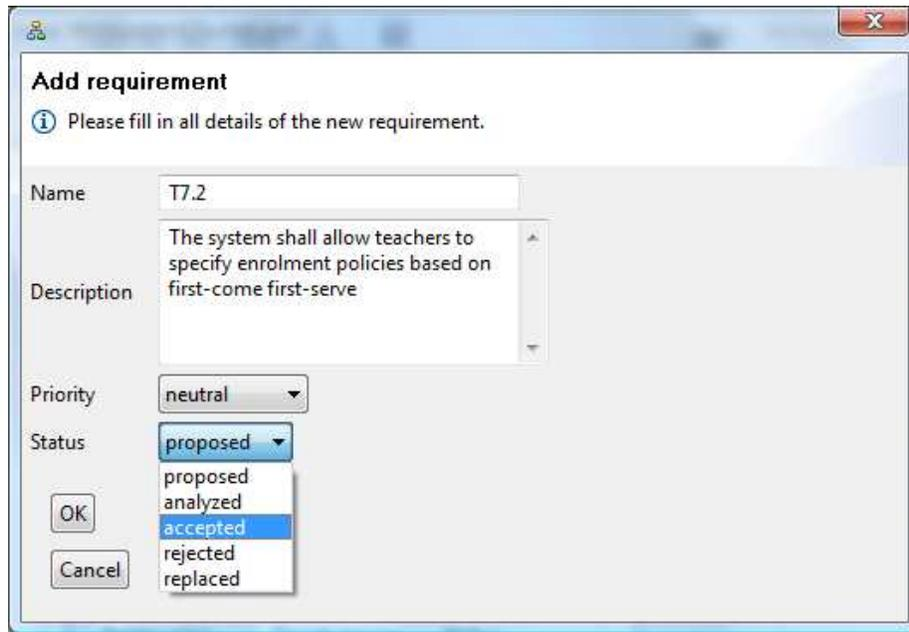 Add requirement
Please fill in all details of the new requirement.
Name
T7.2
Description
The system shall allow teachers to
specify enrolment policies based on
first-come first-serve
Priority
neutral
Status
proposed
proposed
analyzed
accepted
rejected
replaced
OK
Cancel